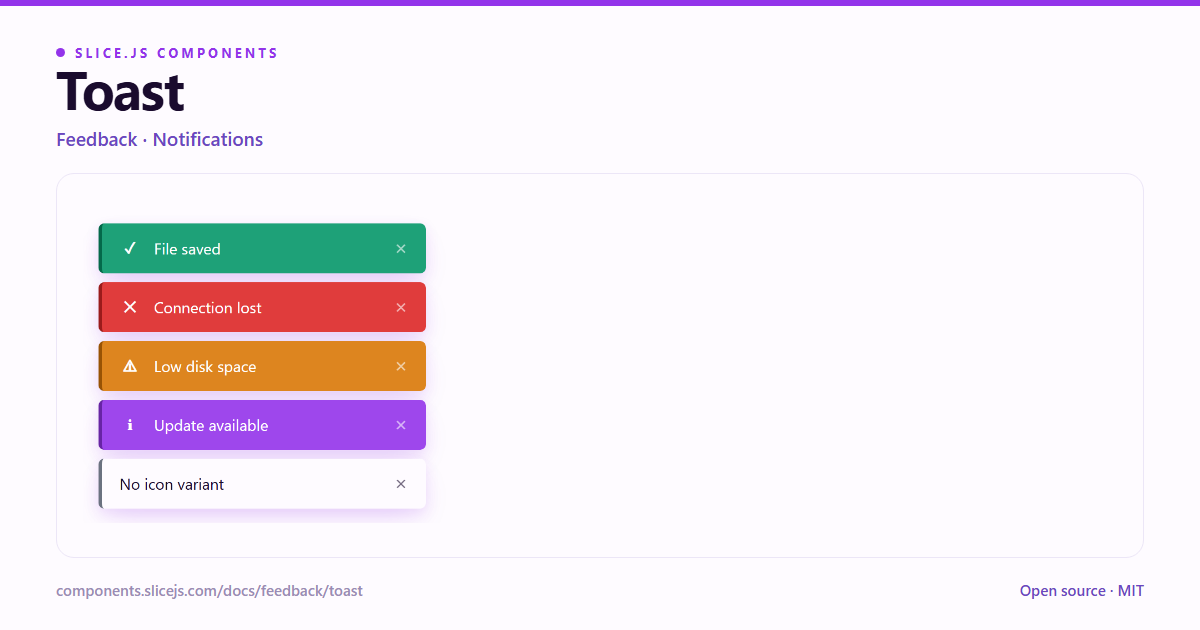 SLICE.JS COMPONENTS
Toast
Feedback · Notifications
✓ File saved ×
✕ Connection lost ×
⚠ Low disk space ×
ℹ Update available ×
No icon variant ×
components.slicejs.com/docs/feedback/toast
Open source · MIT